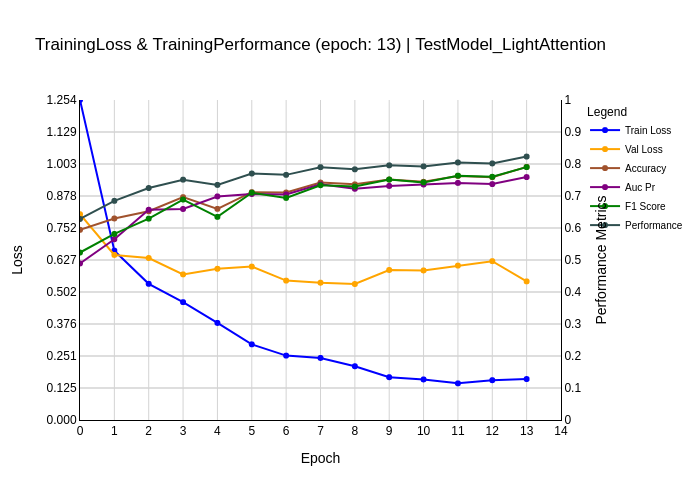 TrainingLoss & TrainingPerformance (epoch: 13) | TestModel_LightAttention
1.254
1.129
1.003
0.878
0.752
0.627
0.502
0.376
0.251
0.125
0.000
Loss
0 1 2 3 4 5 6 7 8 9 10 11 12 13 14
Epoch
1
0.9
0.8
0.7
0.6
0.5
0.4
0.3
0.2
0.1
0
Performance Metrics
Legend
Train Loss
Val Loss
Accuracy
Auc Pr
F1 Score
Performance